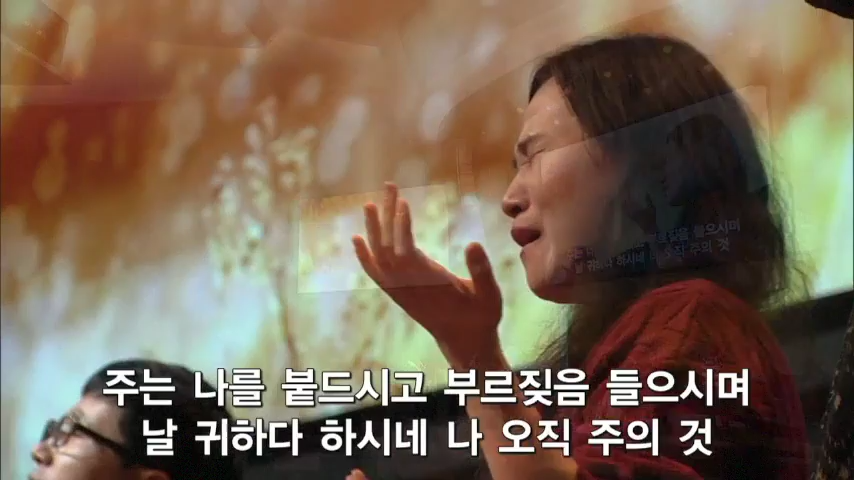 주는 나를 붙드시고 부르짖음 들으시며
날 귀하다 하시네 나 오직 주의 것